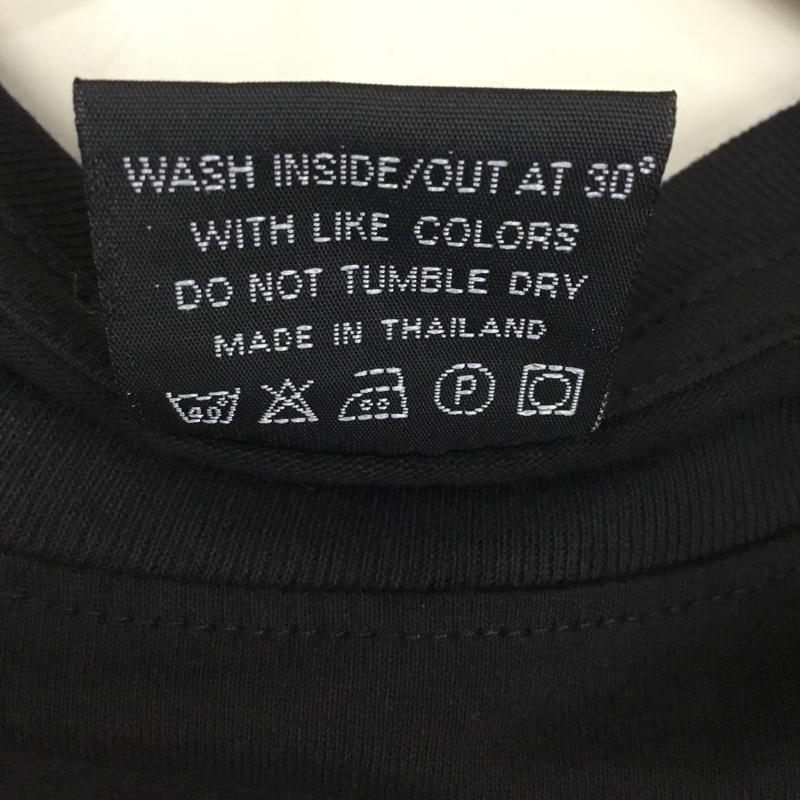 WASH INSIDE/OUT AT 30°
WITH LIKE COLORS
DO NOT TUMBLE DRY
MADE IN THAILAND
P